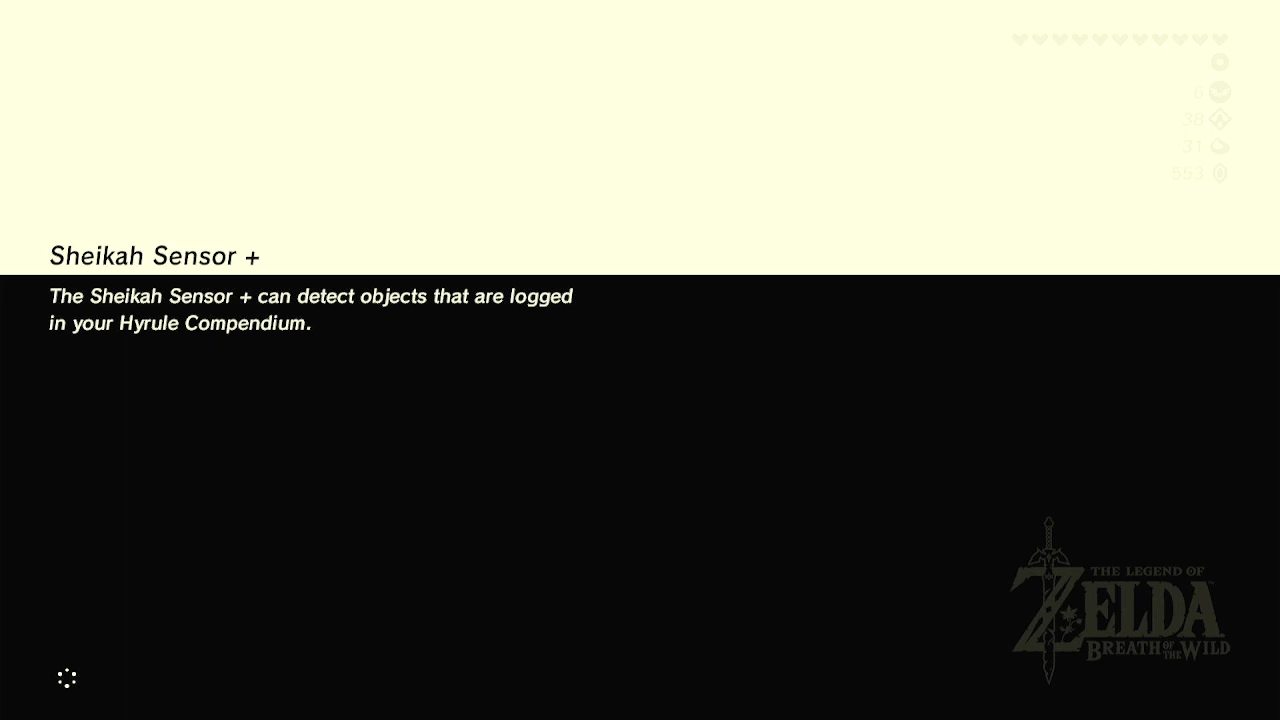 6
38
31
553
Sheikah Sensor +
The Sheikah Sensor + can detect objects that are logged
in your Hyrule Compendium.
THE LEGEND OF
ZELDA
BREATH OF THE WILD